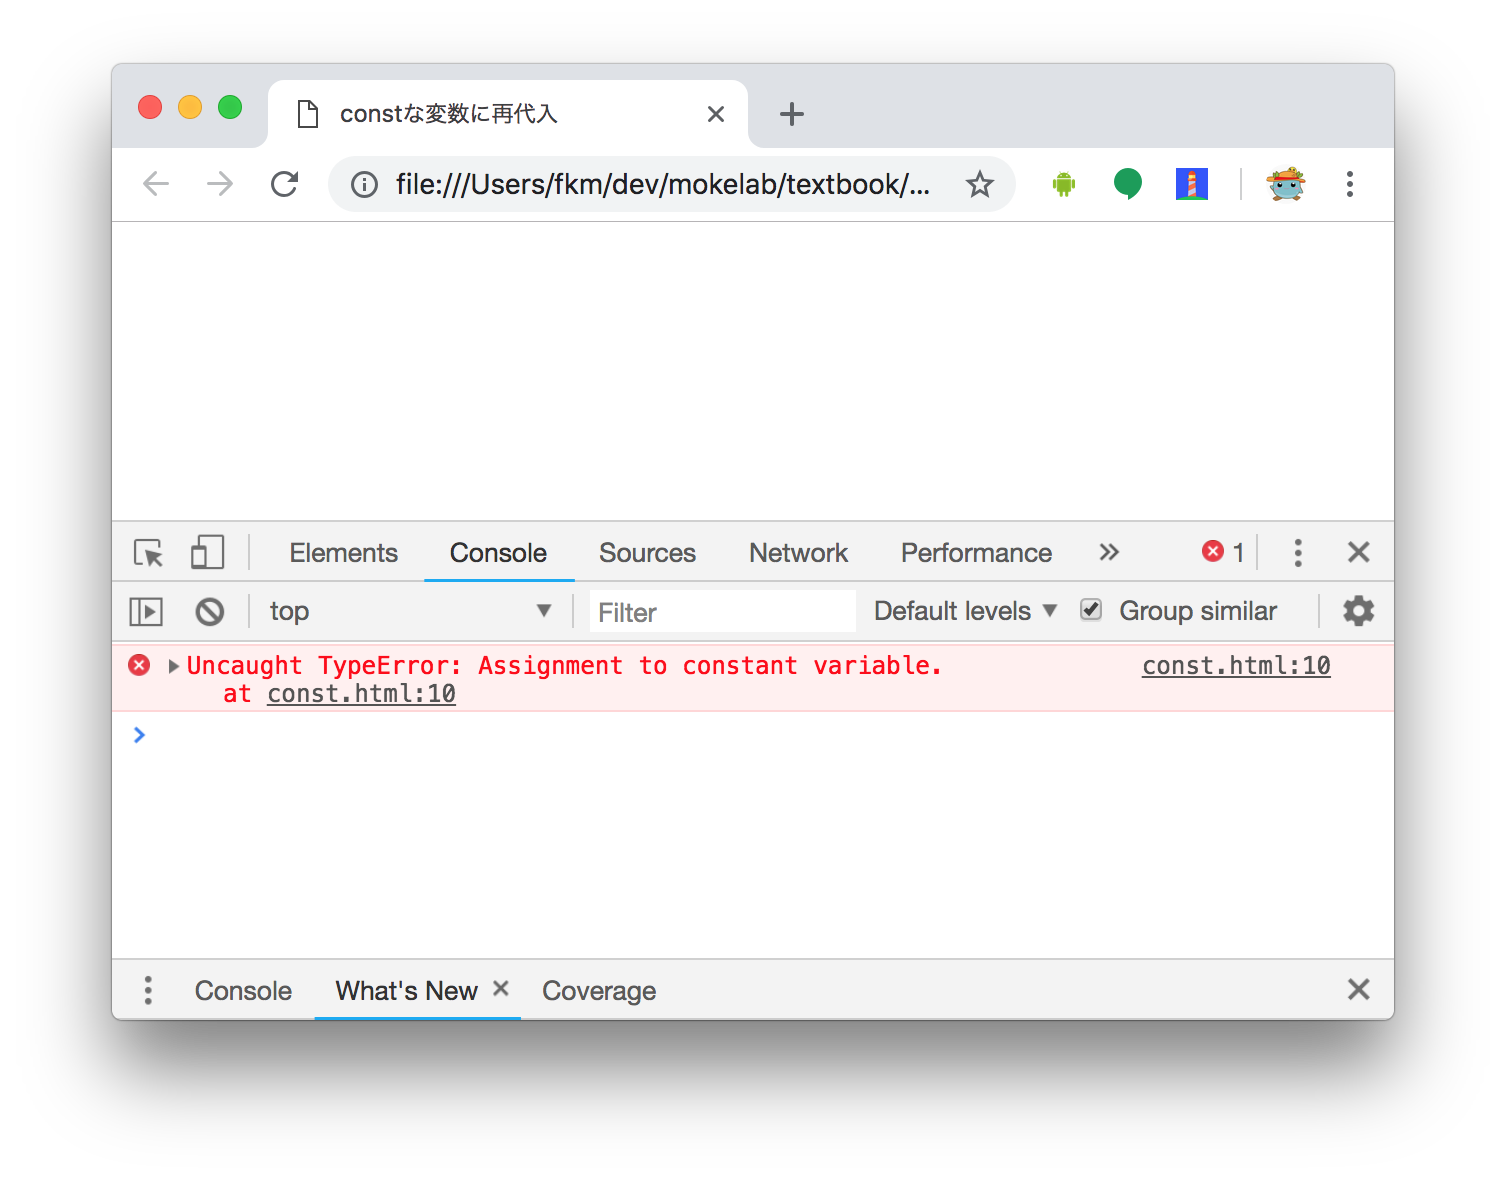 constな変数に再代入
file:///Users/fkm/dev/mokelab/textbook/...
Elements Console Sources Network Performance 1
top Filter Default levels Group similar
Uncaught TypeError: Assignment to constant variable. const.html:10
at const.html:10
Console What's New Coverage